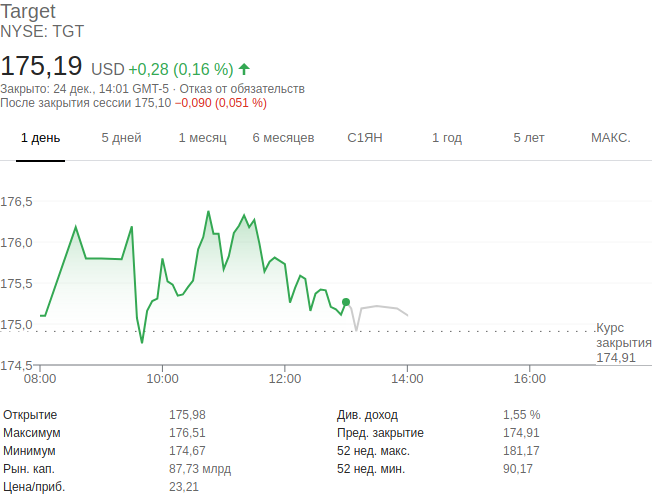 Target
NYSE: TGT
175,19 USD +0,28 (0,16 %)
Закрыто: 24 дек., 14:01 GMT-5 · Отказ от обязательств
После закрытия сессии 175,10 −0,090 (0,051 %)
1 день 5 дней 1 месяц 6 месяцев С1ЯН 1 год 5 лет МАКС.
176,5
176,0
175,5
175,0
174,5
Курс
закрытия
174,91
08:00 10:00 12:00 14:00 16:00
Открытие 175,98 Див. доход 1,55 %
Максимум 176,51 Пред. закрытие 174,91
Минимум 174,67 52 нед. макс. 181,17
Рын. кап. 87,73 млрд 52 нед. мин. 90,17
Цена/приб. 23,21